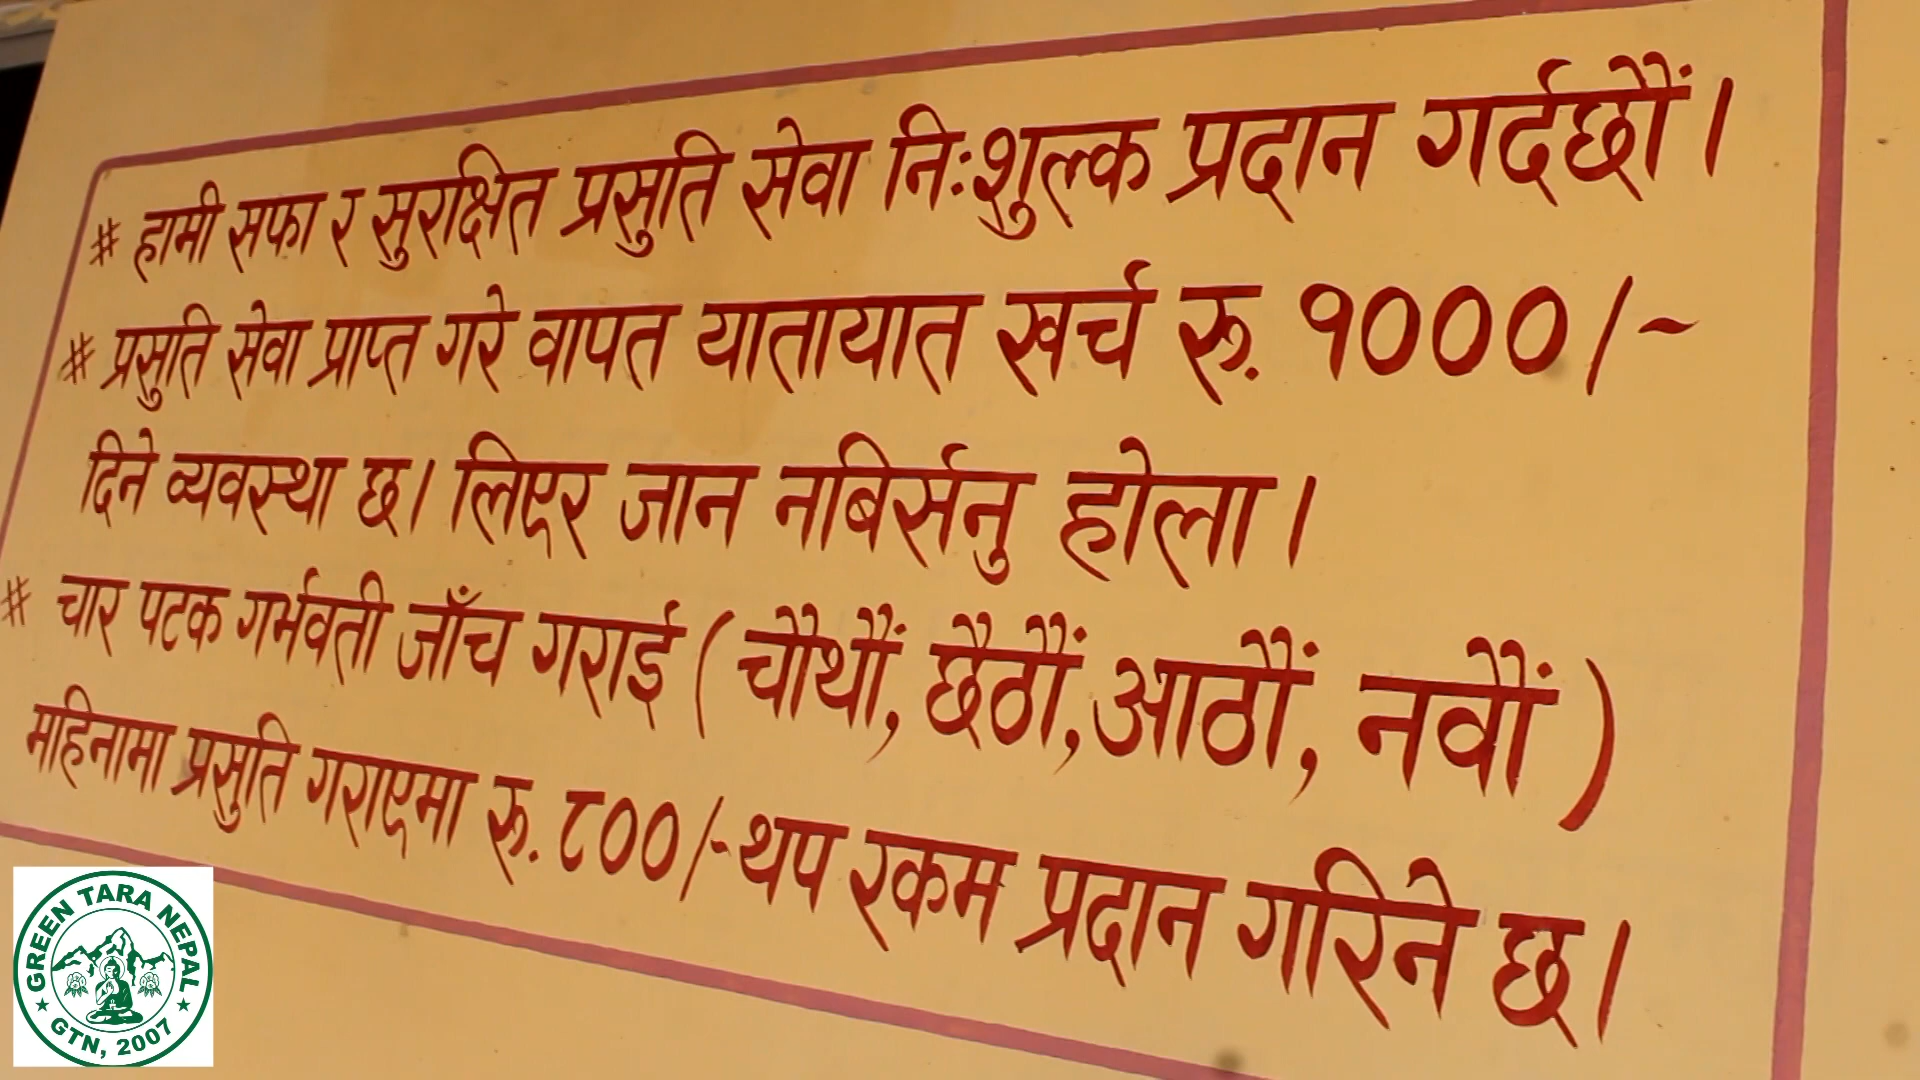 # हामी सफा र सुरक्षित प्रसुति सेवा निःशुल्क प्रदान गर्दछौं।
# प्रसुति सेवा प्राप्त गरे वापत यातायात खर्च रू. १०००/-
दिने व्यवस्था छ। लिएर जान नबिर्सनु होला।
# चार पटक गर्भवती जाँच गराई (चौथौं, छैठौं, आठौं, नवौं)
महिनामा प्रसुति गराएमा रू. ८००/- थप रकम प्रदान गरिने छ।
GREEN TARA NEPAL
GTN, 2007